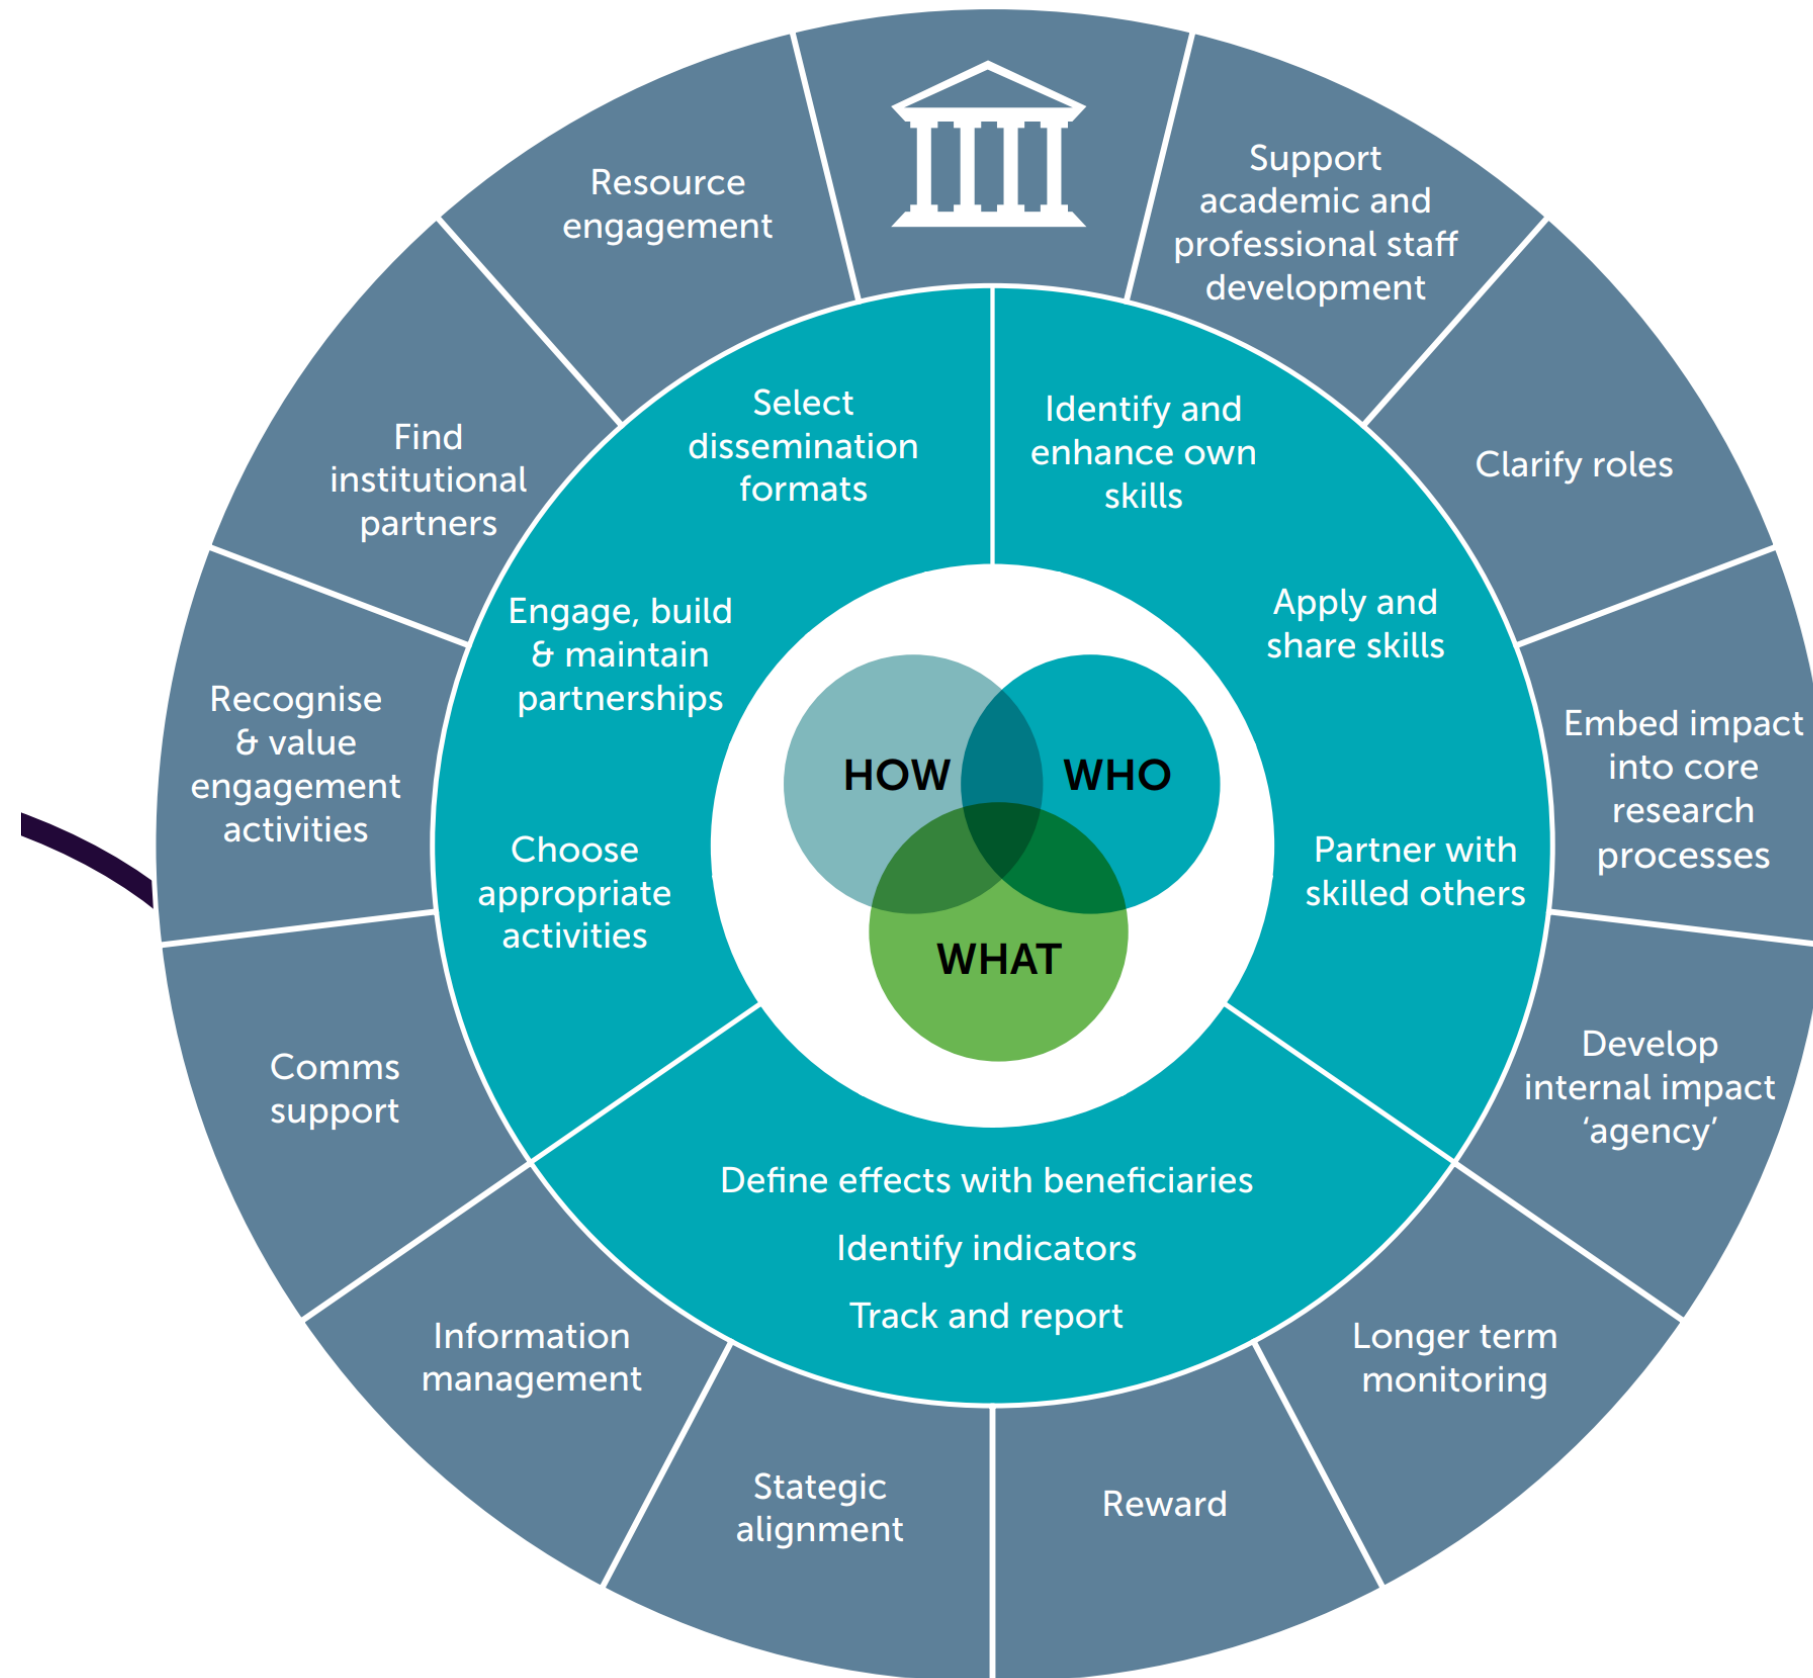 Support
academic and
professional staff
development
Clarify roles
Embed impact
into core
research
processes
Develop
internal impact
‘agency’
Longer term
monitoring
Reward
Stategic
alignment
Information
management
Comms
support
Recognise
& value
engagement
activities
Find
institutional
partners
Resource
engagement
Identify and
enhance own
skills
Apply and
share skills
Partner with
skilled others
Define effects with beneficiaries
Identify indicators
Track and report
Choose
appropriate
activities
Engage, build
& maintain
partnerships
Select
dissemination
formats
HOW
WHO
WHAT